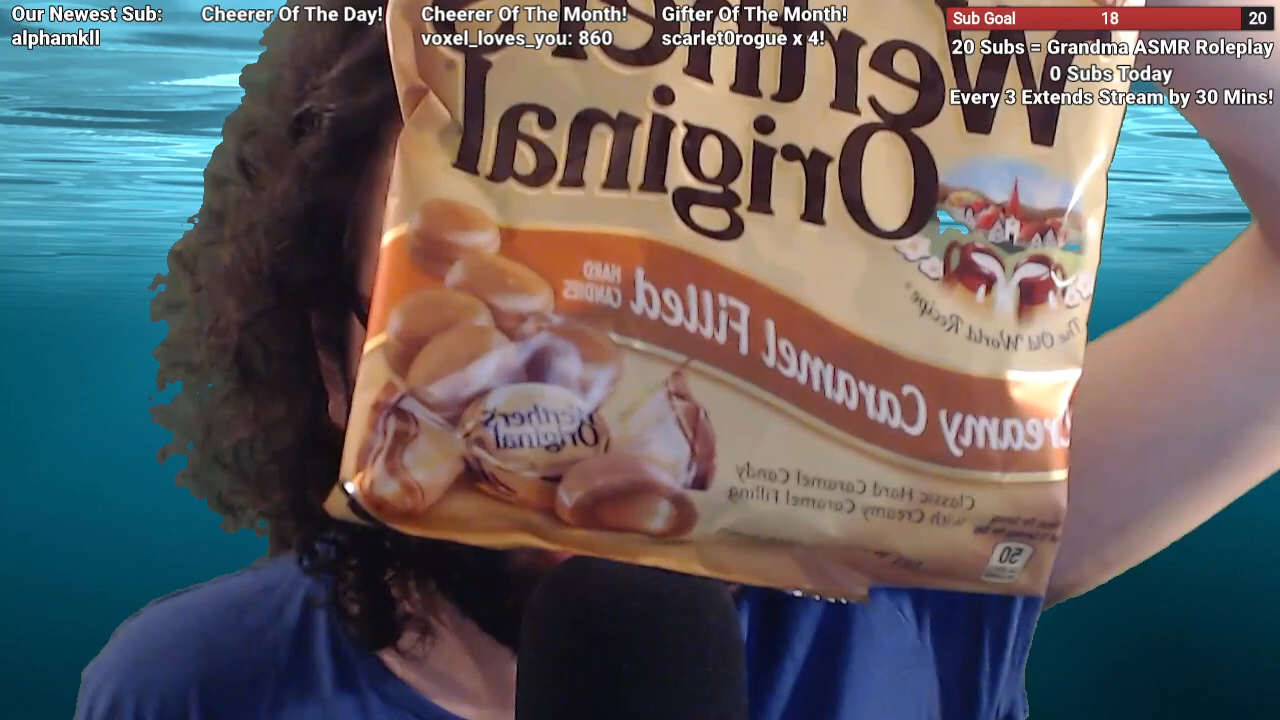 Our Newest Sub:
alphamkll
Cheerer Of The Day!
Cheerer Of The Month!
voxel_loves_you: 860
Gifter Of The Month!
scarlet0rogue x 4!
Sub Goal 18 20
20 Subs = Grandma ASMR Roleplay
0 Subs Today
Every 3 Extends Stream by 30 Mins!
Werther's
Original
The Old World Recipe
Creamy Caramel Filled
HARD
CANDIES
Werther's
Original
Classic Hard Caramel Candy
with Creamy Caramel Filling
50